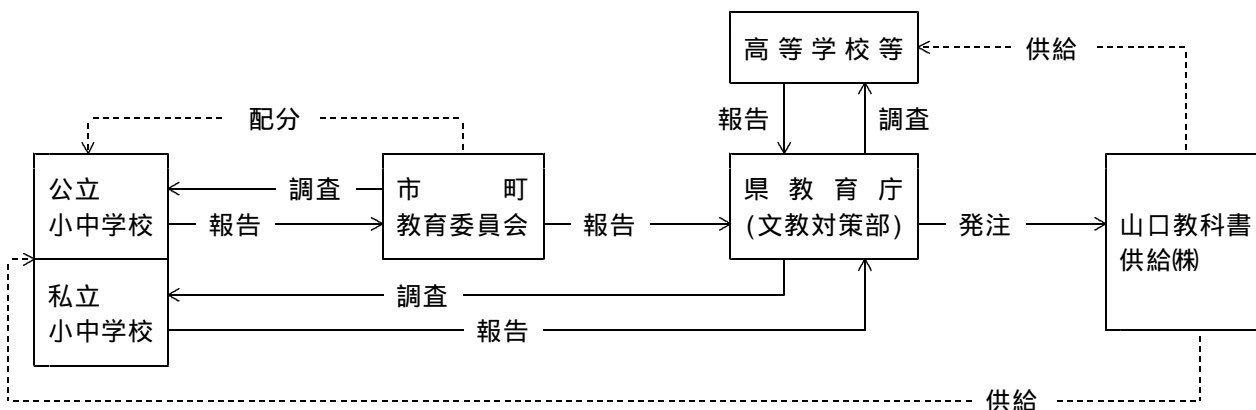 高等学校等
供給
報告
調査
配分
公立
小中学校
調査
報告
市町
教育委員会
報告
県教育庁
(文教対策部)
発注
山口教科書
供給㈱
私立
小中学校
調査
報告
供給